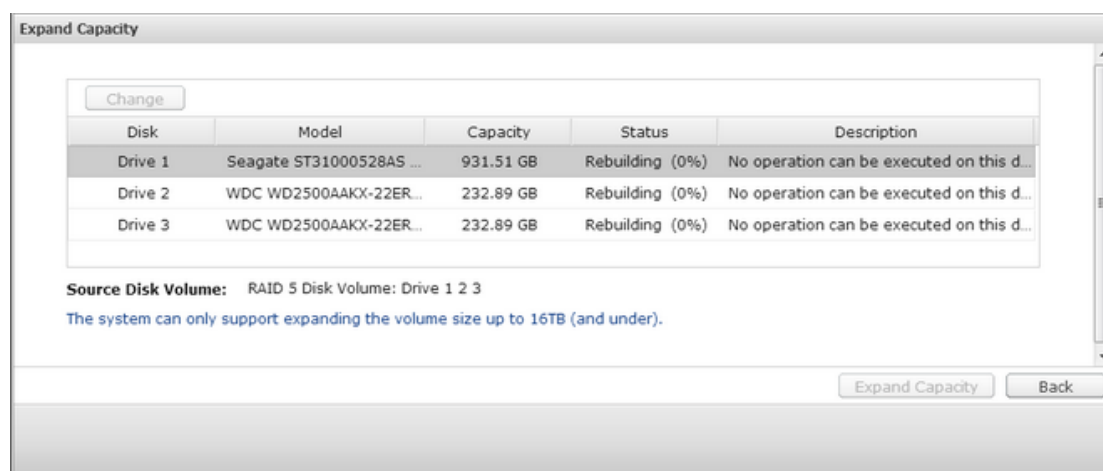 Expand Capacity
Change
Disk Model Capacity Status Description
Drive 1 Seagate ST31000528AS ... 931.51 GB Rebuilding (0%) No operation can be executed on this d...
Drive 2 WDC WD2500AAKX-22ER... 232.89 GB Rebuilding (0%) No operation can be executed on this d...
Drive 3 WDC WD2500AAKX-22ER... 232.89 GB Rebuilding (0%) No operation can be executed on this d...
Source Disk Volume: RAID 5 Disk Volume: Drive 1 2 3
The system can only support expanding the volume size up to 16TB (and under).
Expand Capacity Back